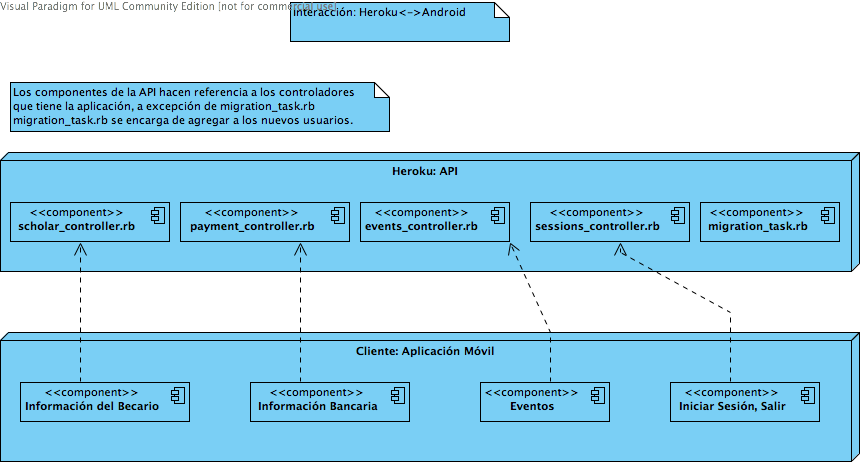 Visual Paradigm for UML Community Edition [not for commercial use]
Interacción: Heroku<->Android
Los componentes de la API hacen referencia a los controladores
que tiene la aplicación, a excepción de migration_task.rb
migration_task.rb se encarga de agregar a los nuevos usuarios.
Heroku: API
<<component>>
scholar_controller.rb
<<component>>
payment_controller.rb
<<component>>
events_controller.rb
<<component>>
sessions_controller.rb
<<component>>
migration_task.rb
Cliente: Aplicación Móvil
<<component>>
Información del Becario
<<component>>
Información Bancaria
<<component>>
Eventos
<<component>>
Iniciar Sesión, Salir